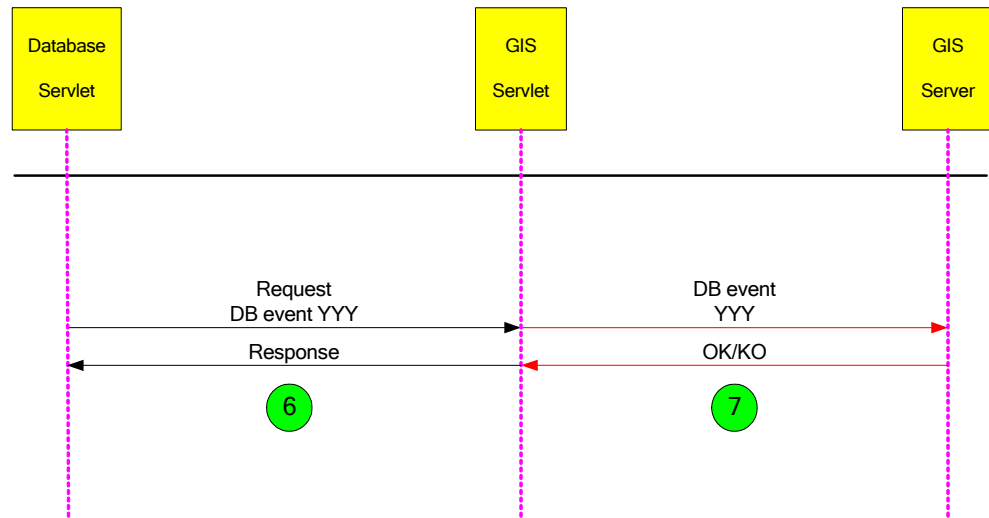 Database
Servlet
GIS
Servlet
GIS
Server
Request
DB event YYY
DB event
YYY
Response
OK/KO
6
7